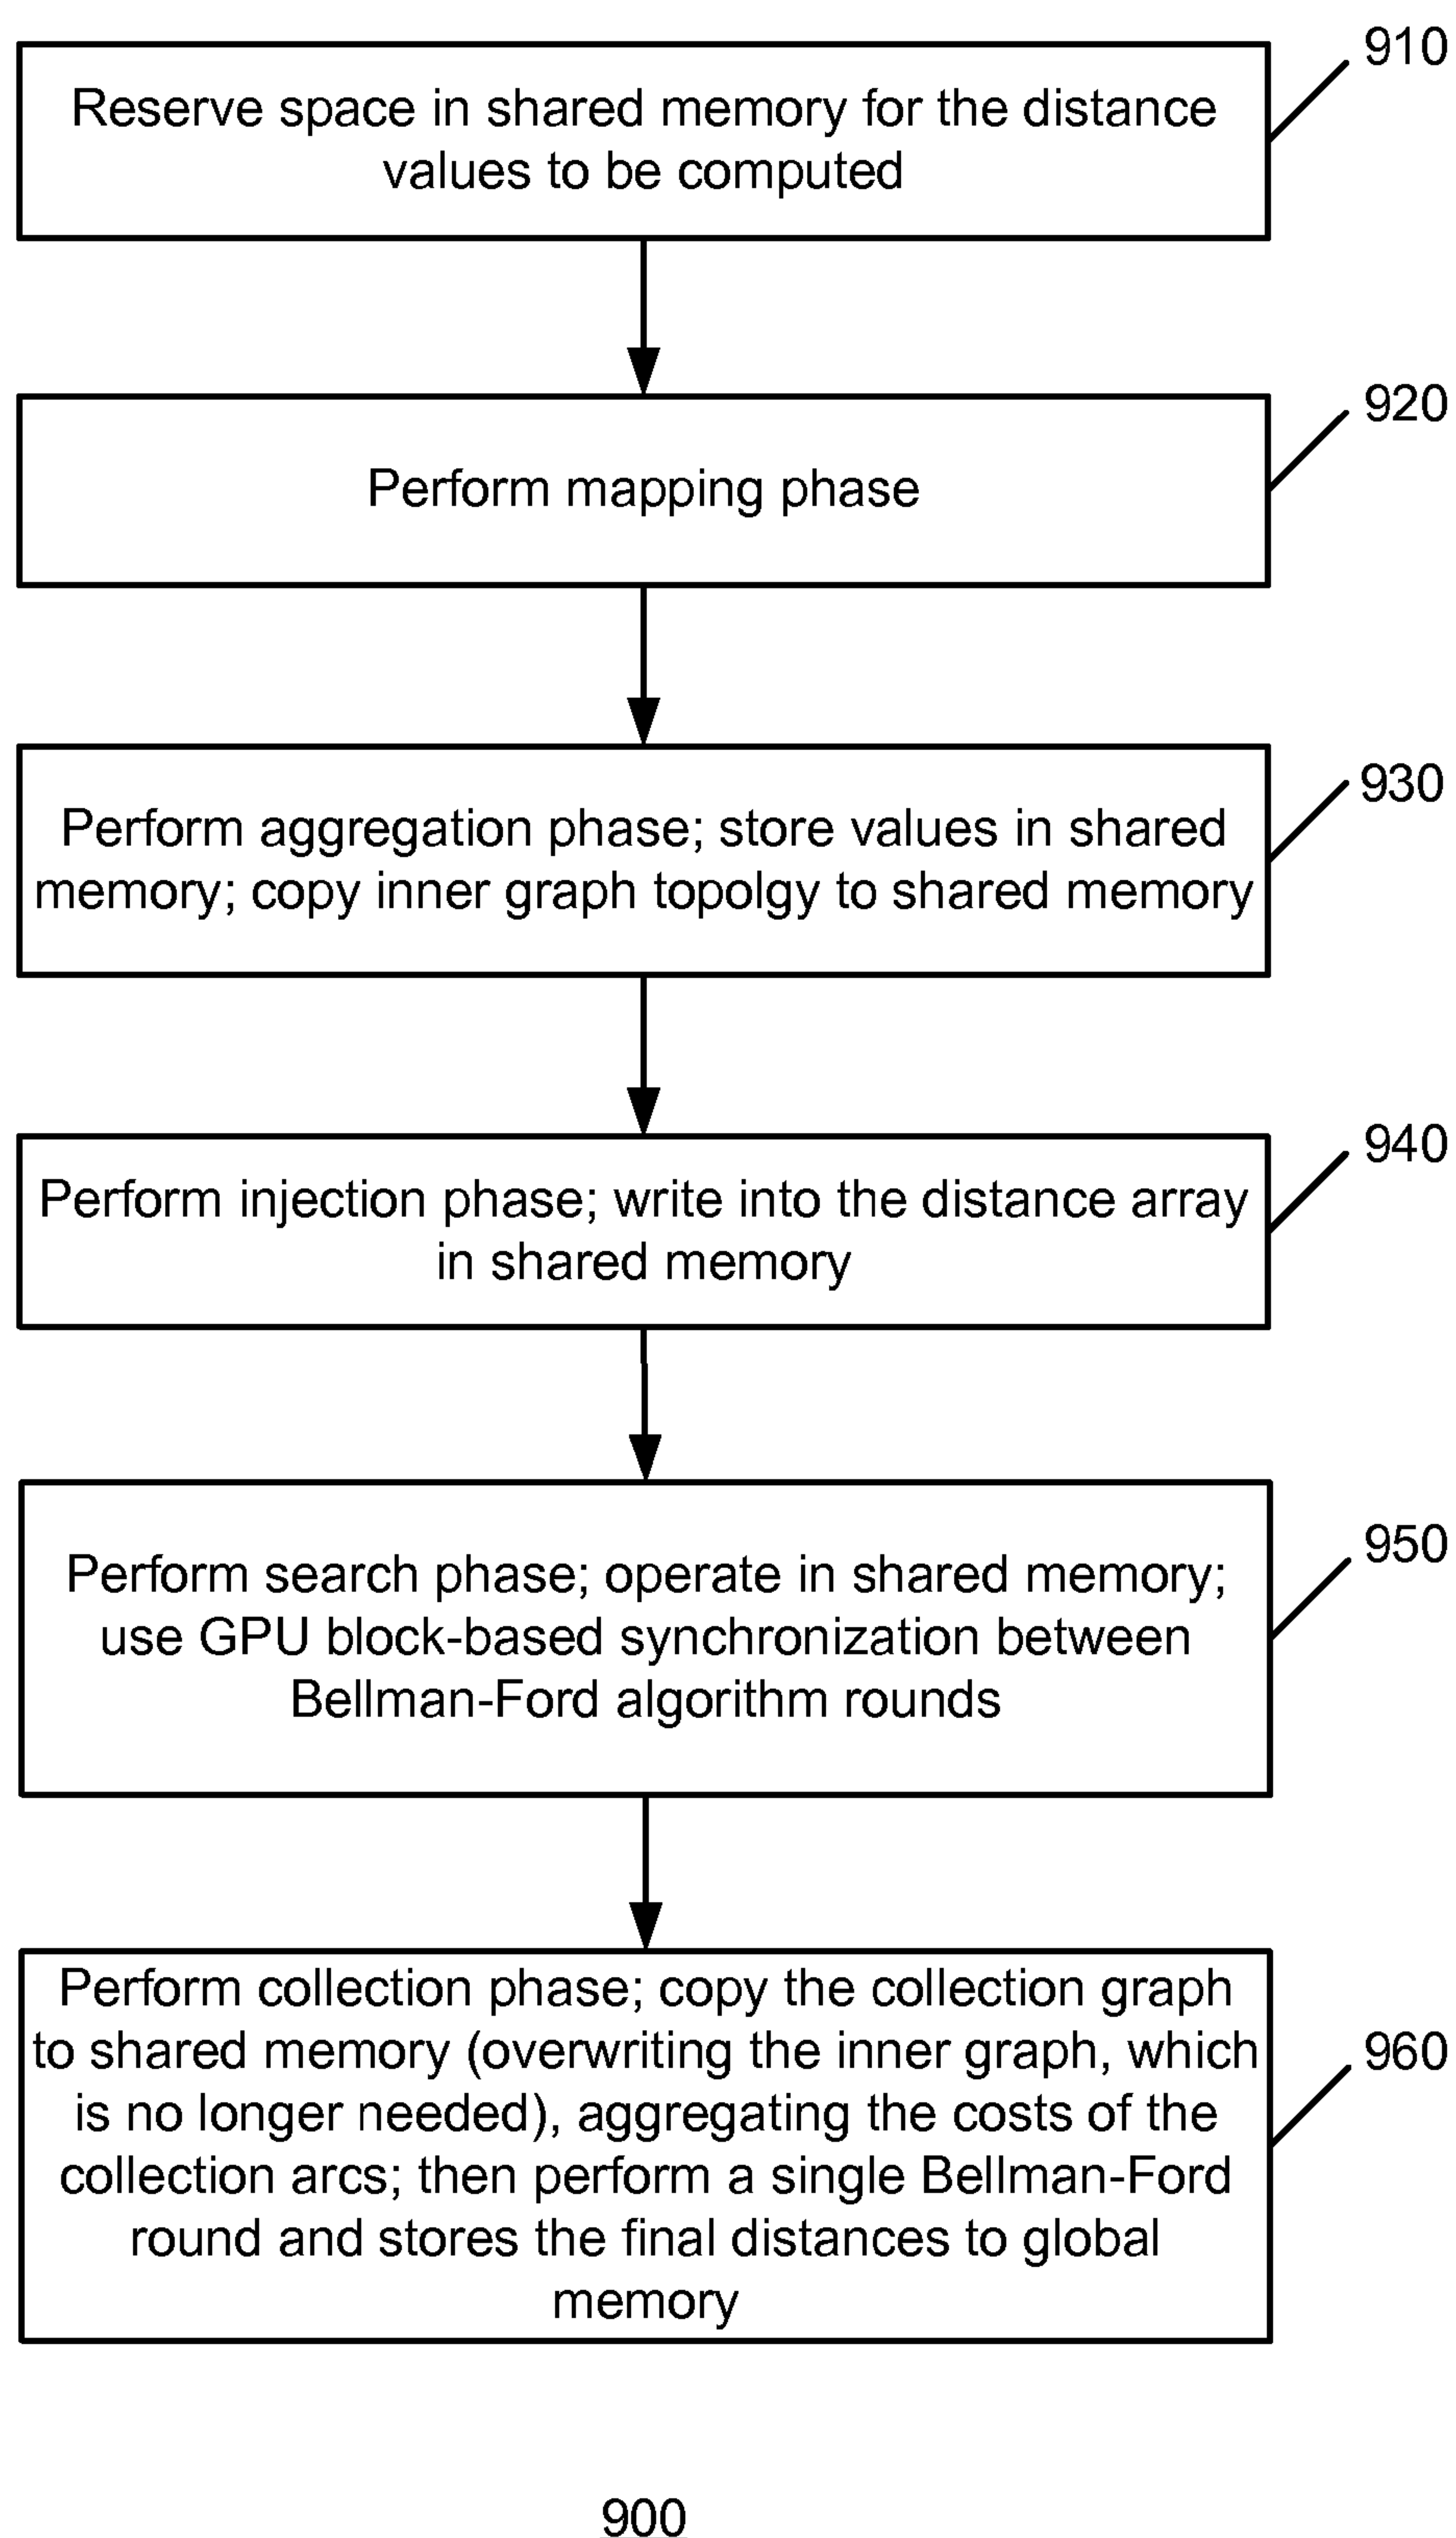 910
Reserve space in shared memory for the distance
values to be computed
920
Perform mapping phase
930
Perform aggregation phase; store values in shared
memory; copy inner graph topolgy to shared memory
940
Perform injection phase; write into the distance array
in shared memory
950
Perform search phase; operate in shared memory;
use GPU block-based synchronization between
Bellman-Ford algorithm rounds
960
Perform collection phase; copy the collection graph
to shared memory (overwriting the inner graph, which
is no longer needed), aggregating the costs of the
collection arcs; then perform a single Bellman-Ford
round and stores the final distances to global
memory
900